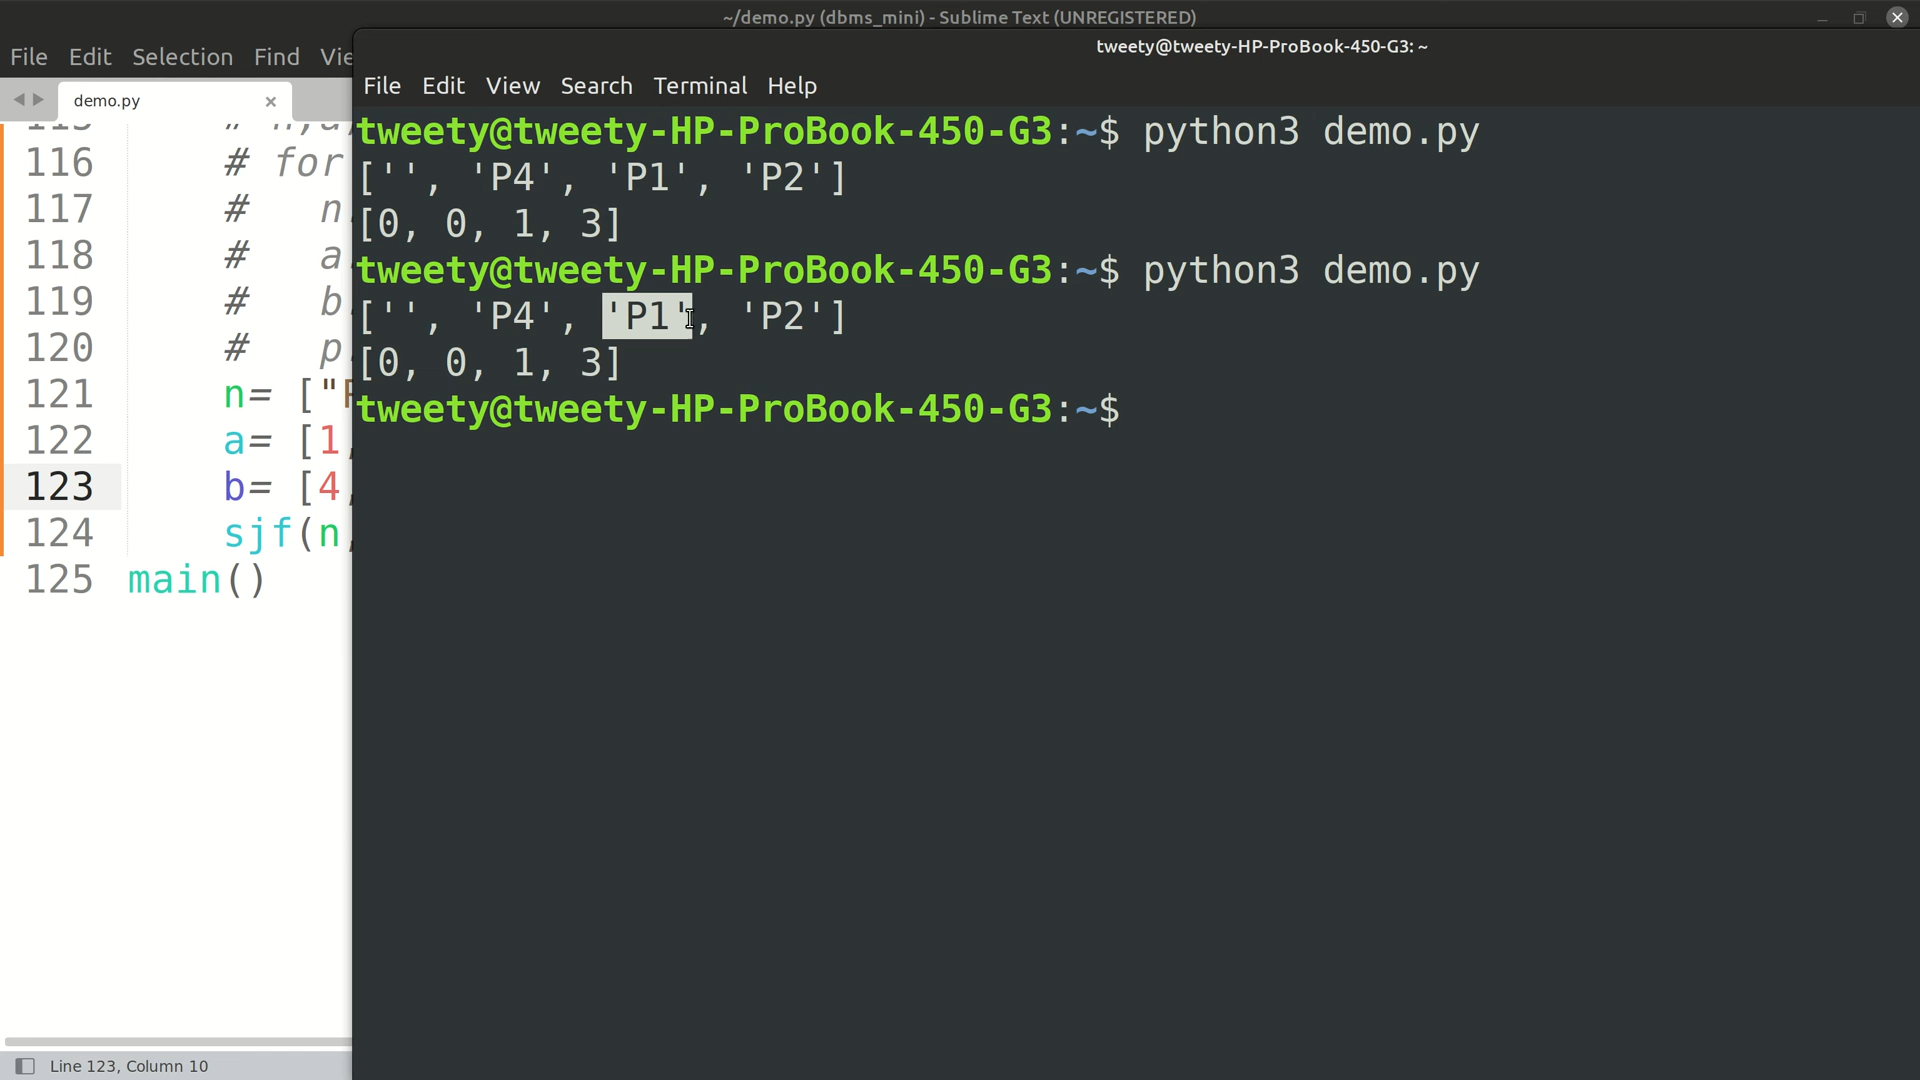 ~/demo.py (dbms_mini) - Sublime Text (UNREGISTERED)
File Edit Selection Find Vie
demo.py
116 # for
117 # n
118 # a
119 # b
120 # p
121 n= ["
122 a= [1,
123 b= [4,
124 sjf(n,
125 main()
Line 123, Column 10
tweety@tweety-HP-ProBook-450-G3: ~
File Edit View Search Terminal Help
tweety@tweety-HP-ProBook-450-G3:~$ python3 demo.py
['', 'P4', 'P1', 'P2']
[0, 0, 1, 3]
tweety@tweety-HP-ProBook-450-G3:~$ python3 demo.py
['', 'P4', 'P1', 'P2']
[0, 0, 1, 3]
tweety@tweety-HP-ProBook-450-G3:~$